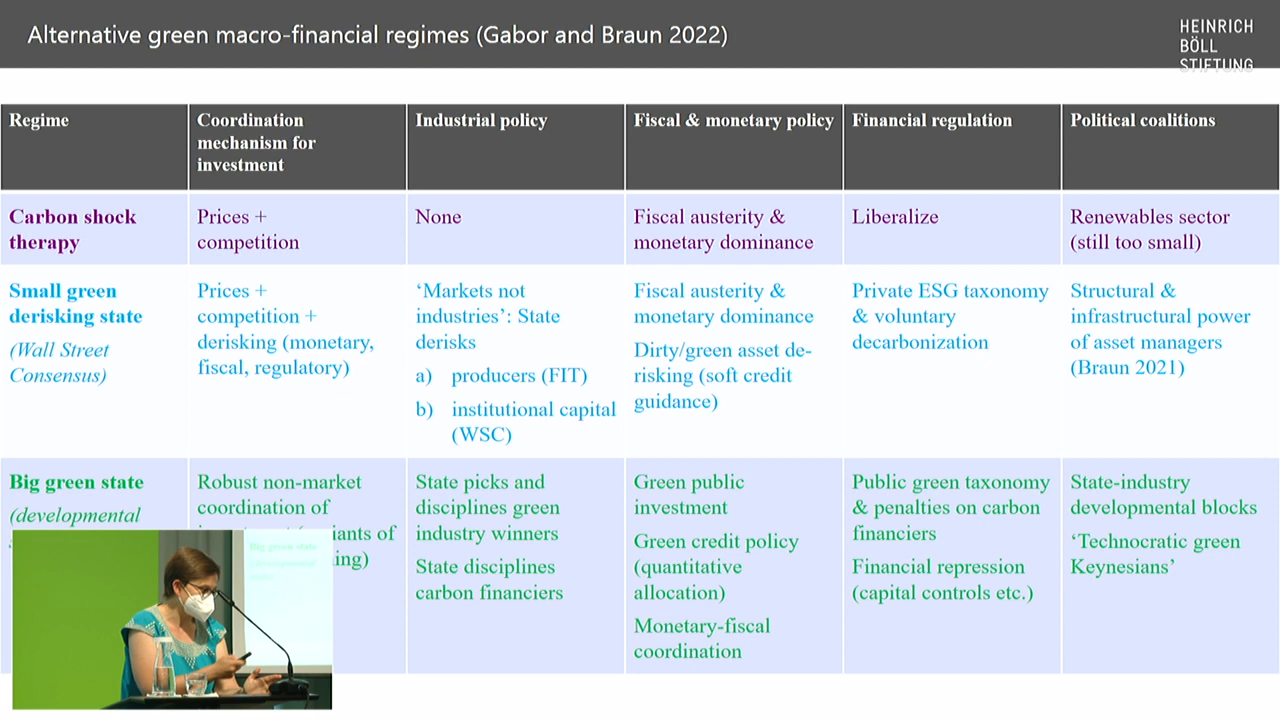 Alternative green macro-financial regimes (Gabor and Braun 2022)
HEINRICH
BÖLL
STIFTUNG
Regime
Coordination
mechanism for
investment
Industrial policy
Fiscal & monetary policy
Financial regulation
Political coalitions
Carbon shock
therapy
Prices +
competition
None
Fiscal austerity &
monetary dominance
Liberalize
Renewables sector
(still too small)
Small green
derisking state
(Wall Street
Consensus)
Prices +
competition +
derisking (monetary,
fiscal, regulatory)
‘Markets not
industries’: State
derisks
a) producers (FIT)
b) institutional capital
(WSC)
Fiscal austerity &
monetary dominance
Dirty/green asset de-
risking (soft credit
guidance)
Private ESG taxonomy
& voluntary
decarbonization
Structural &
infrastructural power
of asset managers
(Braun 2021)
Big green state
(developmental
Robust non-market
coordination of
State picks and
disciplines green
industry winners
State disciplines
carbon financiers
Green public
investment
Green credit policy
(quantitative
allocation)
Monetary-fiscal
coordination
Public green taxonomy
& penalties on carbon
financiers
Financial repression
(capital controls etc.)
State-industry
developmental blocks
‘Technocratic green
Keynesians’
Big green state